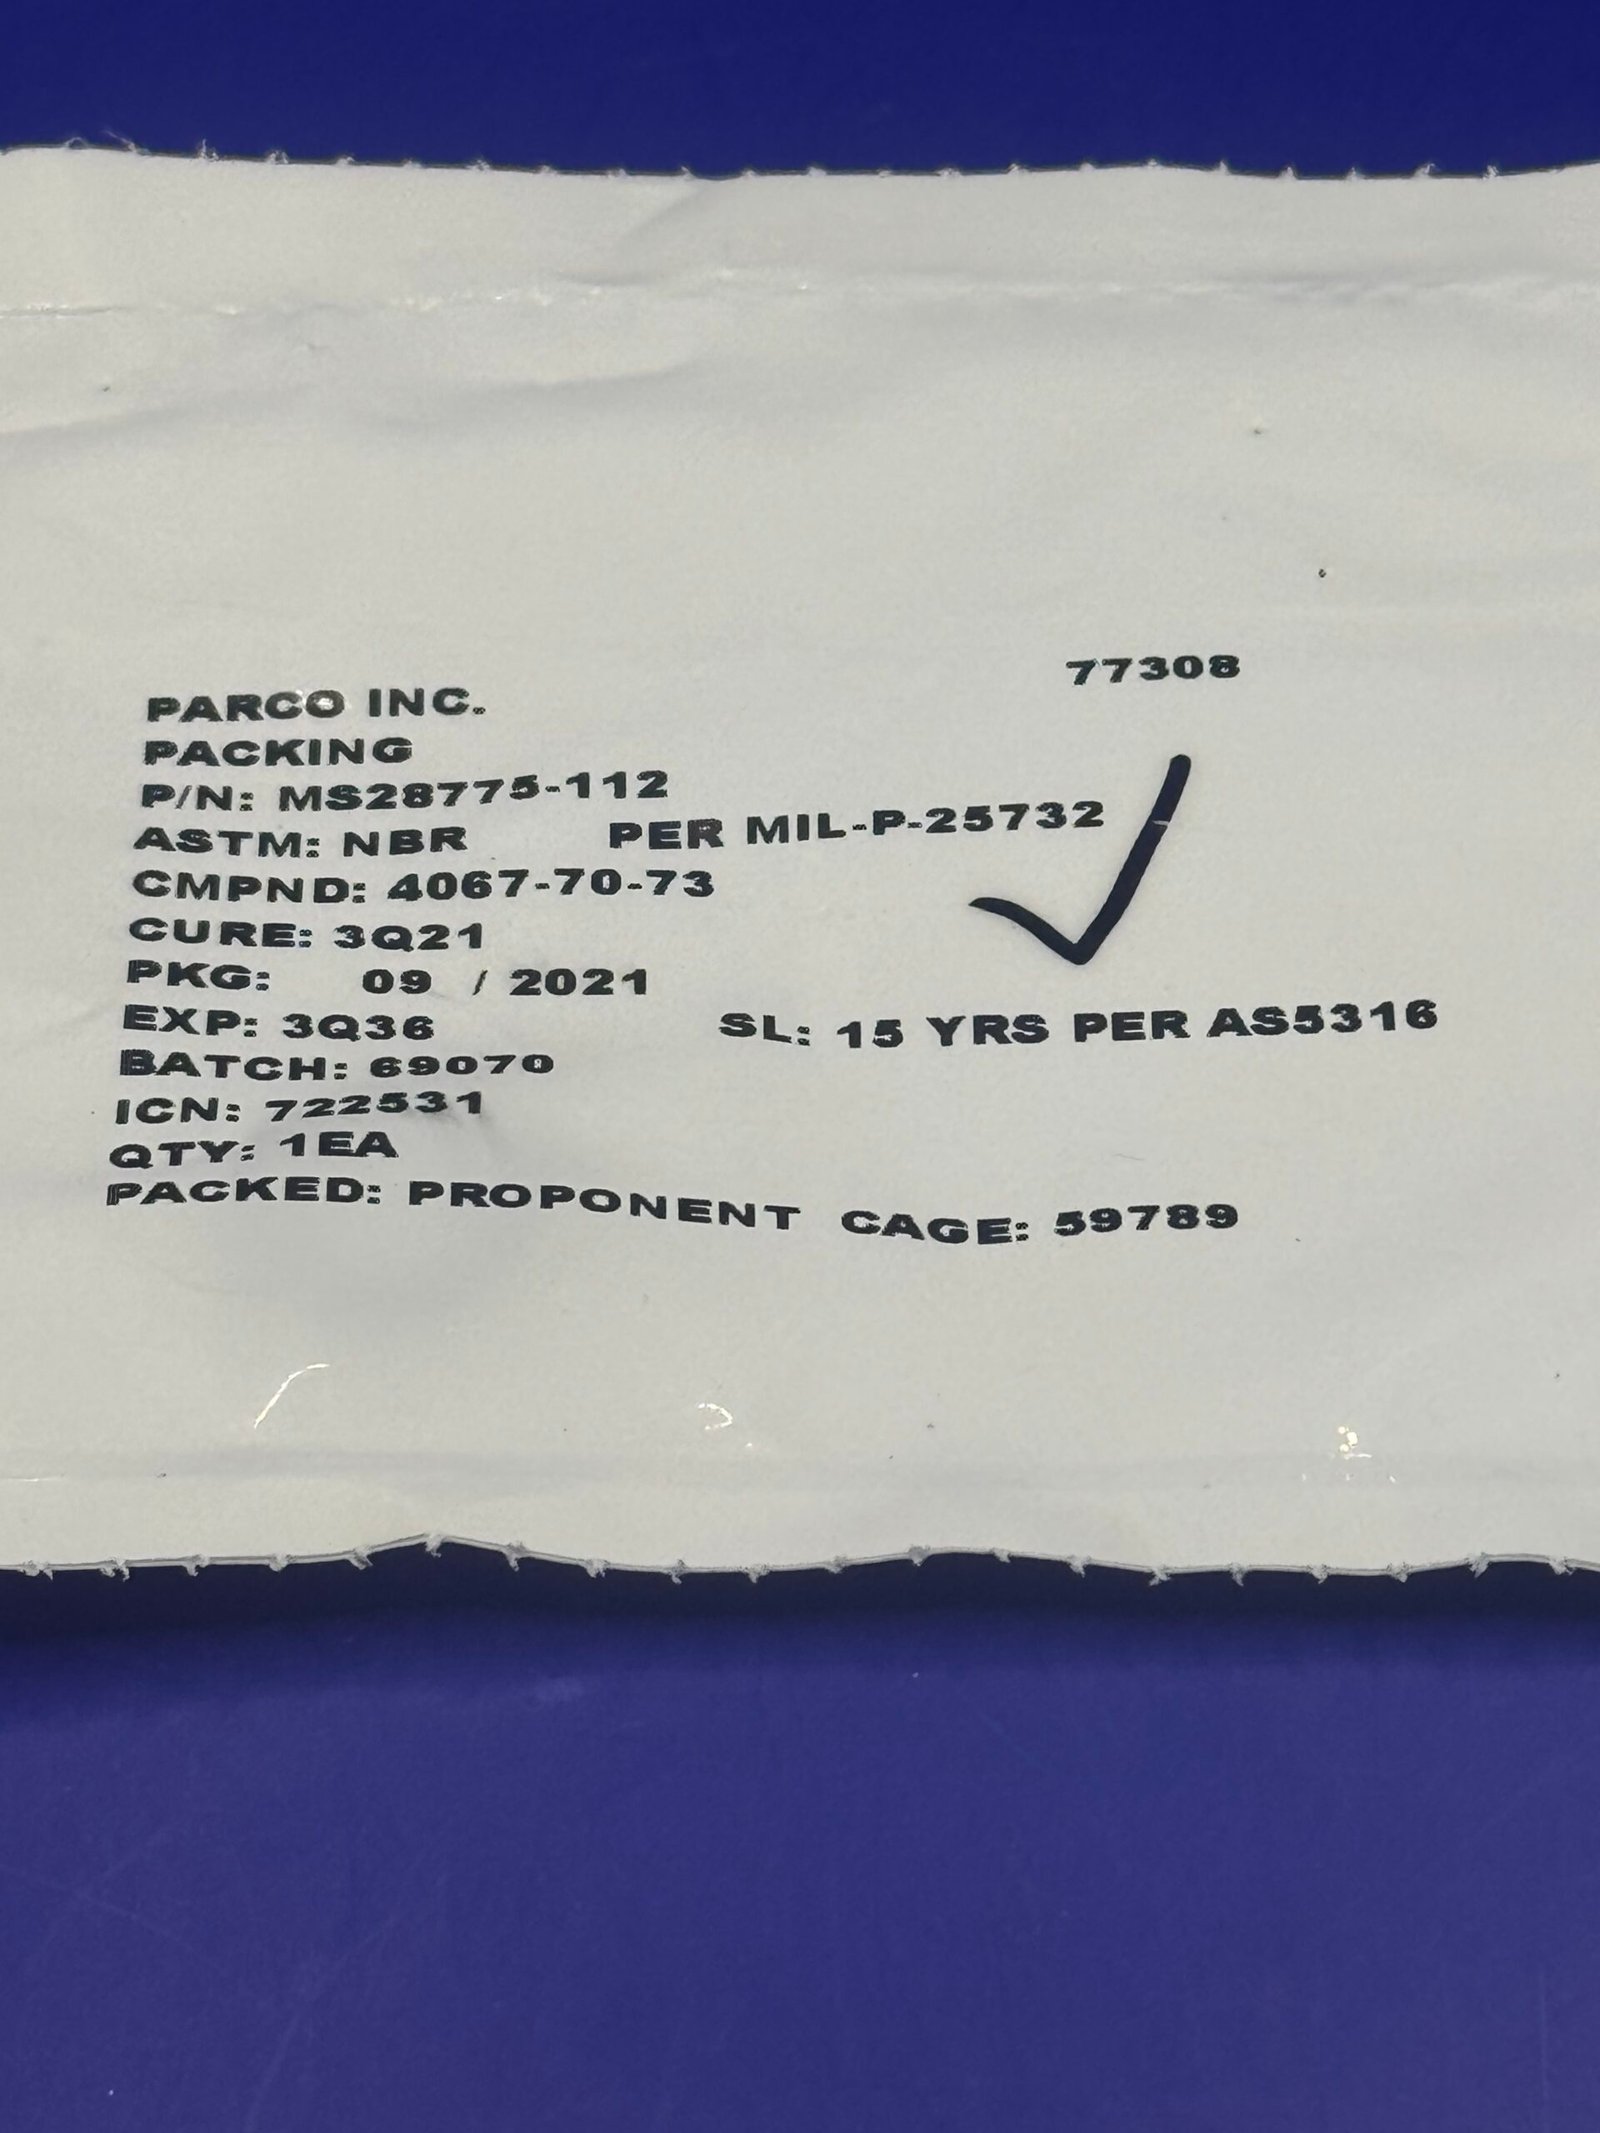 77308
PARCO INC.
PACKING
P/N: MS28775-112
ASTM: NBR PER MIL-P-25732
CMPND: 4067-70-73
CURE: 3Q21
PKG: 09 / 2021
EXP: 3Q36 SL: 15 YRS PER AS5316
BATCH: 69070
ICN: 722531
QTY: 1EA
PACKED: PROPONENT CAGE: 59789